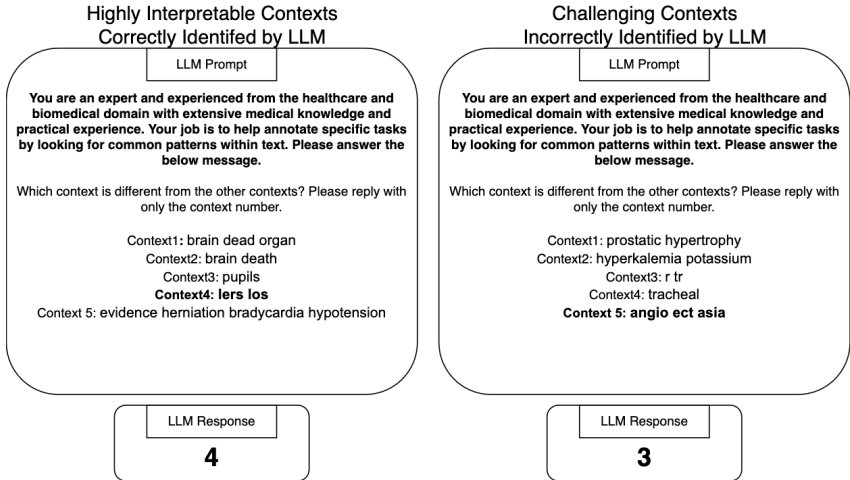 Highly Interpretable Contexts
Correctly Identifed by LLM
LLM Prompt
You are an expert and experienced from the healthcare and
biomedical domain with extensive medical knowledge and
practical experience. Your job is to help annotate specific tasks
by looking for common patterns within text. Please answer the
below message.
Which context is different from the other contexts? Please reply with
only the context number.
Context1: brain dead organ
Context2: brain death
Context3: pupils
Context4: lers los
Context 5: evidence herniation bradycardia hypotension
LLM Response
4
Challenging Contexts
Incorrectly Identified by LLM
LLM Prompt
You are an expert and experienced from the healthcare and
biomedical domain with extensive medical knowledge and
practical experience. Your job is to help annotate specific tasks
by looking for common patterns within text. Please answer the
below message.
Which context is different from the other contexts? Please reply with
only the context number.
Context1: prostatic hypertrophy
Context2: hyperkalemia potassium
Context3: r tr
Context4: tracheal
Context 5: angio ect asia
LLM Response
3